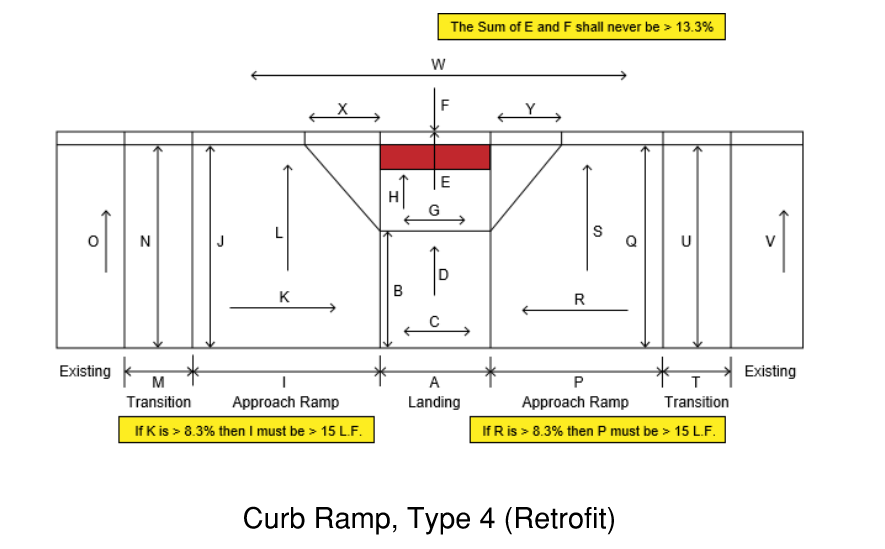 The Sum of E and F shall never be > 13.3%
W
X
F
Y
E
H
G
O
N
J
L
S
Q
U
V
D
B
K
R
C
Existing
Existing
M
I
A
P
T
Transition
Approach Ramp
Landing
Approach Ramp
Transition
If K is > 8.3% then I must be > 15 L.F.
If R is > 8.3% then P must be > 15 L.F.
Curb Ramp, Type 4 (Retrofit)